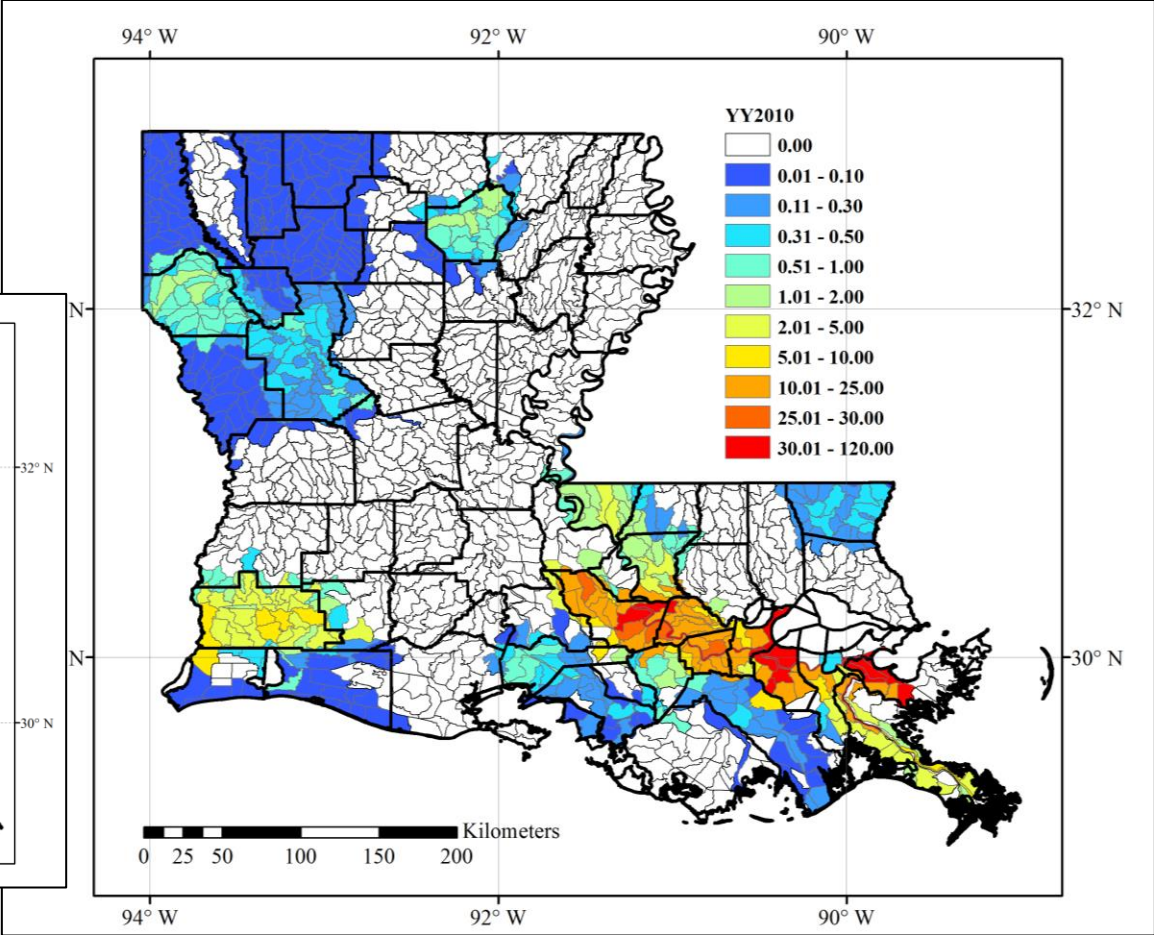 94° W 92° W 90° W
YY2010
0.00
0.01 - 0.10
0.11 - 0.30
0.31 - 0.50
0.51 - 1.00
1.01 - 2.00
2.01 - 5.00
5.01 - 10.00
10.01 - 25.00
25.01 - 30.00
30.01 - 120.00
N 32° N
32° N
N 30° N
30° N
Kilometers
0 25 50 100 150 200
94° W 92° W 90° W